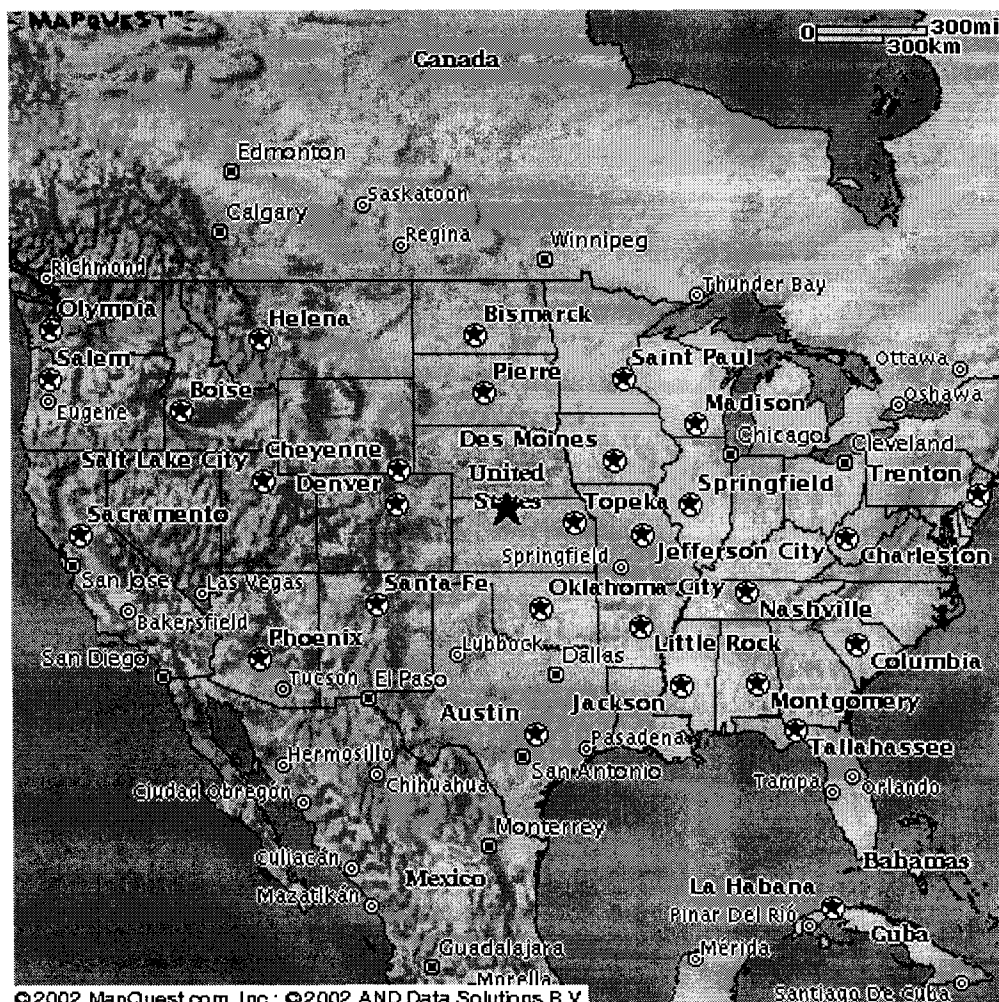 MAPQUEST
0 300mi
300km
Canada
Edmonton
Saskatoon
Calgary
Regina
Winnipeg
Richmond
Thunder Bay
Olympia
Helena
Bismarck
Salem
Saint Paul
Ottawa
Pierre
Boise
Eugene
Madison
Oshawa
Des Moines
Chicago
Cleveland
Salt Lake City
Cheyenne
United
States
Denver
Topeka
Springfield
Trenton
Sacramento
Springfield
Jefferson City
Charleston
San Jose
Las Vegas
Santa Fe
Oklahoma City
Bakersfield
Nashville
Phoenix
Lubbock
Little Rock
San Diego
Dallas
Columbia
Tucson
El Paso
Jackson
Montgomery
Austin
Pasadena
Tallahassee
Hermosillo
San Antonio
Chihuahua
Tampa
Orlando
Ciudad Obregón
Monterrey
Culiacán
Bahamas
Mexico
Mazatlkán
La Habana
Pinar Del Rió
Cuba
Guadalajara
Mérida
Morella
Santiago De Cuba
©2002 MapQuest.com, Inc.; ©2002 AND Data Solutions B.V.